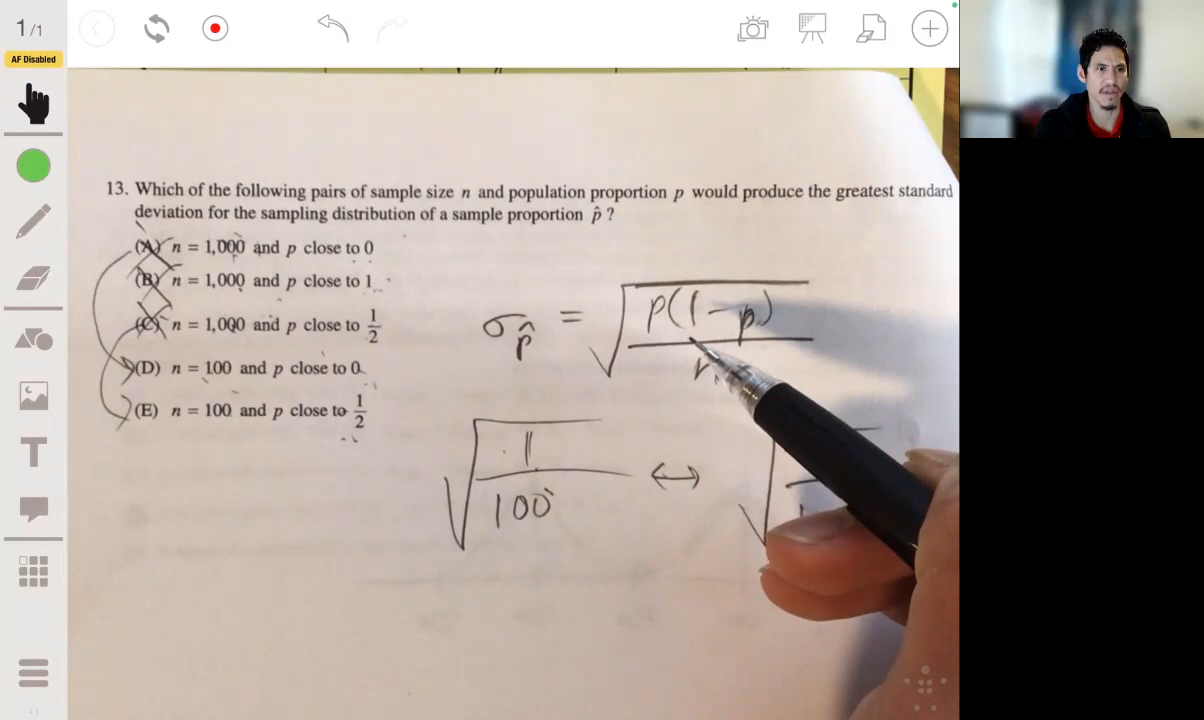 1/1
AF Disabled
13. Which of the following pairs of sample size n and population proportion p would produce the greatest standard
deviation for the sampling distribution of a sample proportion p̂ ?
(A) n = 1,000 and p close to 0
(B) n = 1,000 and p close to 1
(C) n = 1,000 and p close to 1/2
(D) n = 100 and p close to 0
(E) n = 100 and p close to 1/2
σp̂ = √(p(1-p)/n)
√(1/100) ↔ √
T